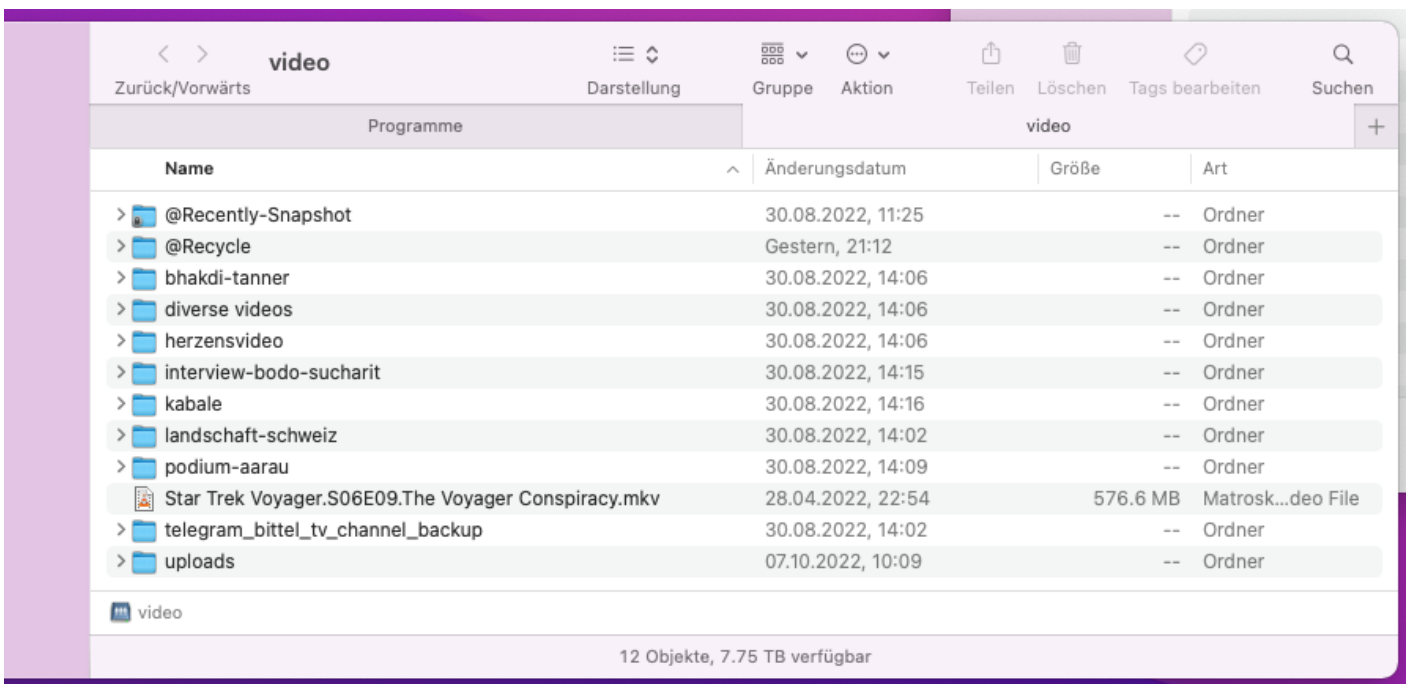 video
Zurück/Vorwärts Darstellung Gruppe Aktion Teilen Löschen Tags bearbeiten Suchen
Programme video
Name Änderungsdatum Größe Art
@Recently-Snapshot 30.08.2022, 11:25 -- Ordner
@Recycle Gestern, 21:12 -- Ordner
bhakdi-tanner 30.08.2022, 14:06 -- Ordner
diverse videos 30.08.2022, 14:06 -- Ordner
herzensvideo 30.08.2022, 14:06 -- Ordner
interview-bodo-sucharit 30.08.2022, 14:15 -- Ordner
kabale 30.08.2022, 14:16 -- Ordner
landschaft-schweiz 30.08.2022, 14:02 -- Ordner
podium-aarau 30.08.2022, 14:09 -- Ordner
Star Trek Voyager.S06E09.The Voyager Conspiracy.mkv 28.04.2022, 22:54 576.6 MB Matrosk...deo File
telegram_bittel_tv_channel_backup 30.08.2022, 14:02 -- Ordner
uploads 07.10.2022, 10:09 -- Ordner
video
12 Objekte, 7.75 TB verfügbar